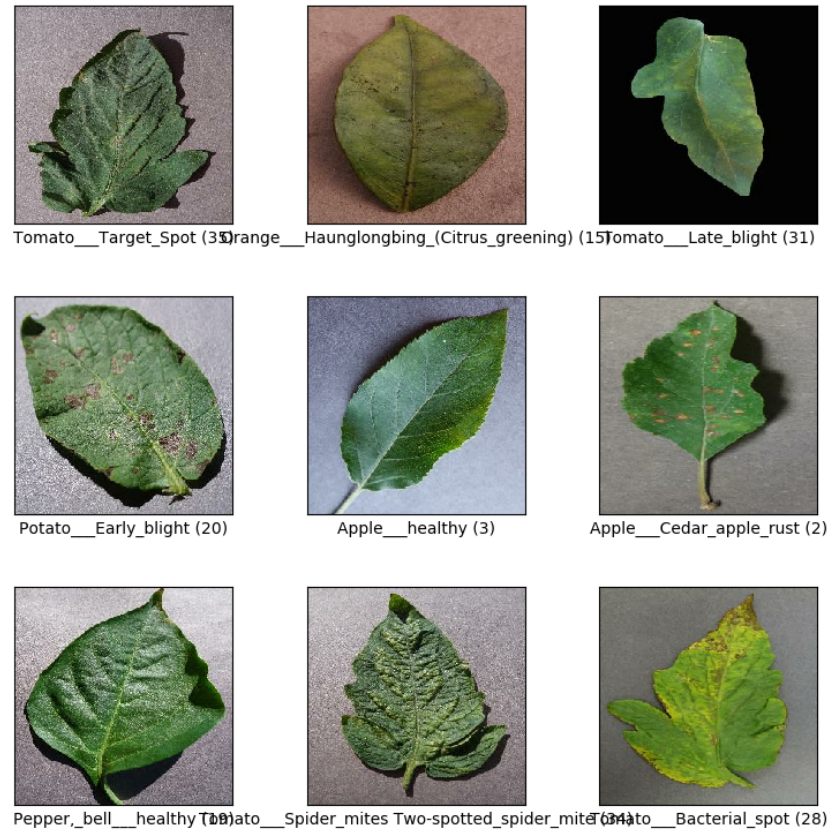 Tomato___Target_Spot (35)
Orange___Haunglongbing_(Citrus_greening) (15)
Tomato___Late_blight (31)
Potato___Early_blight (20)
Apple___healthy (3)
Apple___Cedar_apple_rust (2)
Pepper,_bell___healthy (19)
Tomato___Spider_mites Two-spotted_spider_mite (34)
Tomato___Bacterial_spot (28)